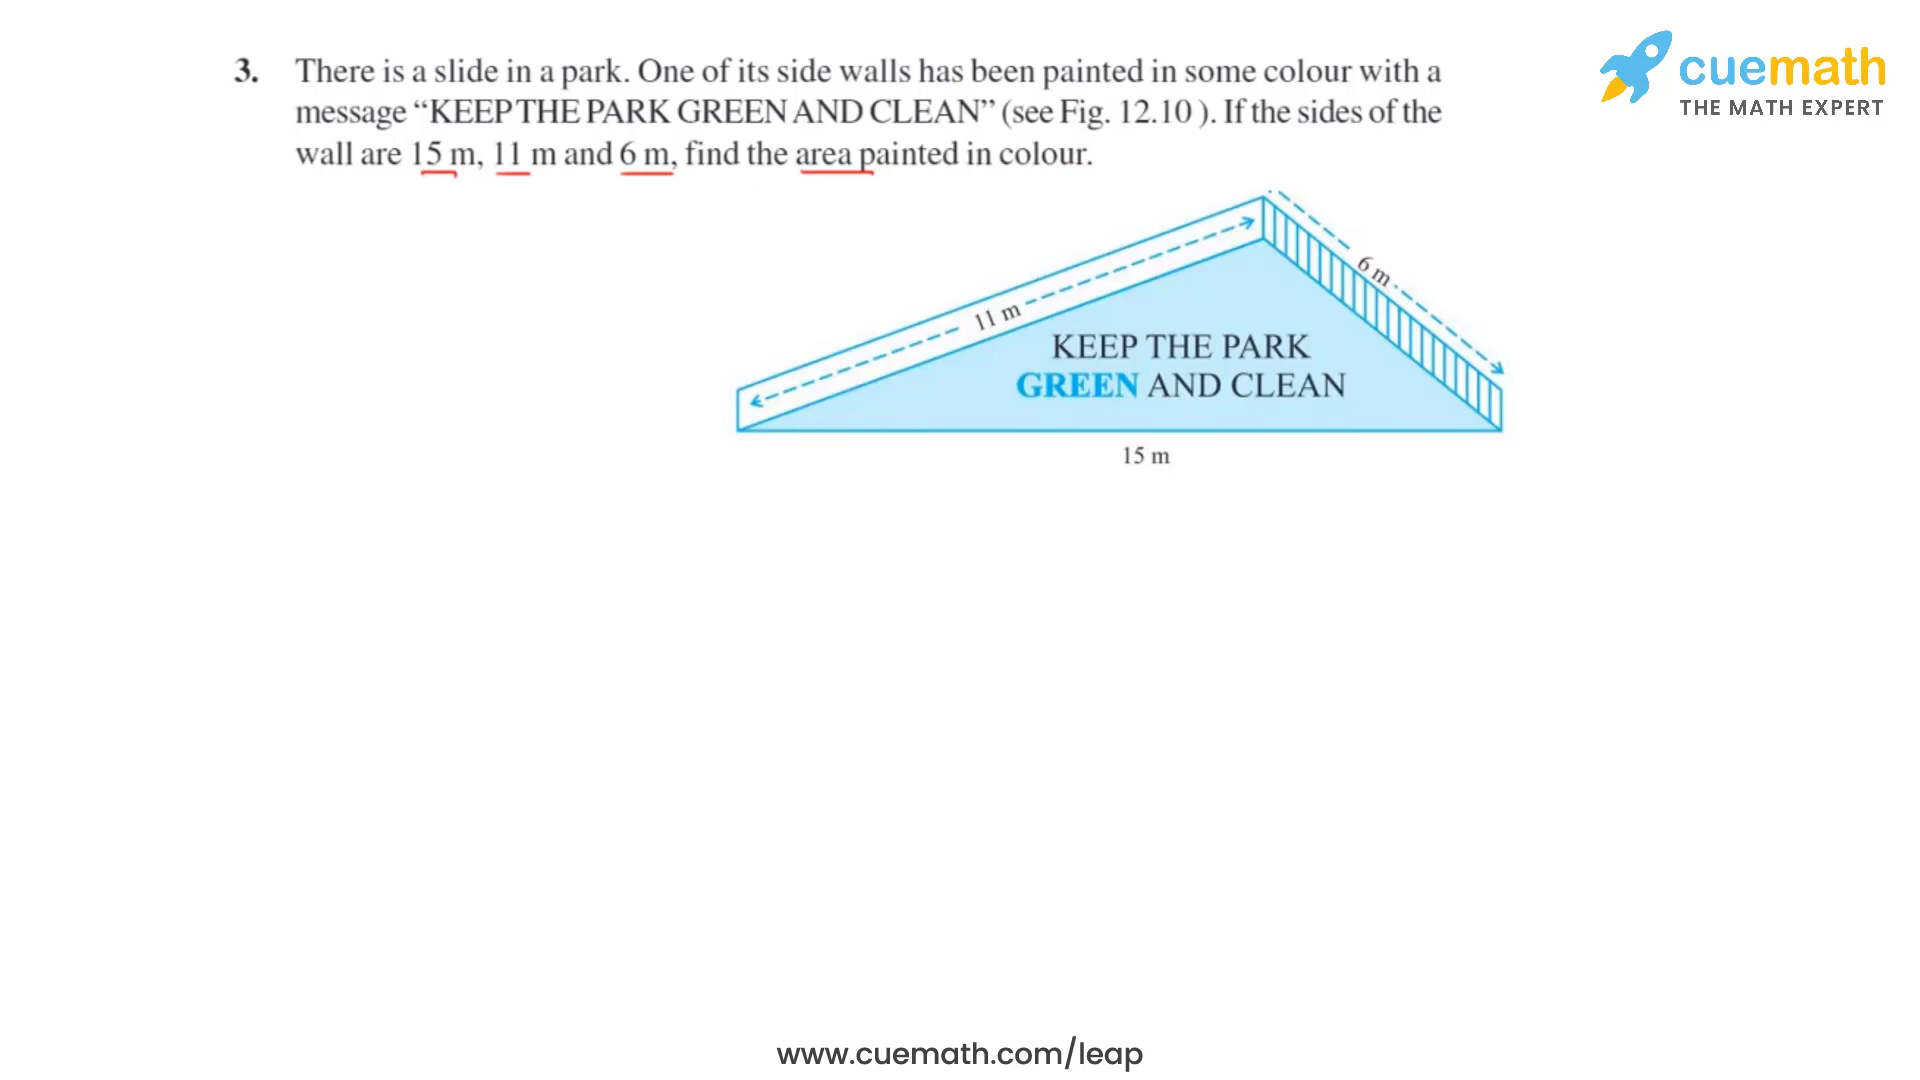 3. There is a slide in a park. One of its side walls has been painted in some colour with a
message “KEEP THE PARK GREEN AND CLEAN” (see Fig. 12.10 ). If the sides of the
wall are 15 m, 11 m and 6 m, find the area painted in colour.
cuemath
THE MATH EXPERT
6 m
11 m
KEEP THE PARK
GREEN AND CLEAN
15 m
www.cuemath.com/leap